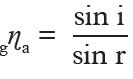 gηa = sin i / sin r